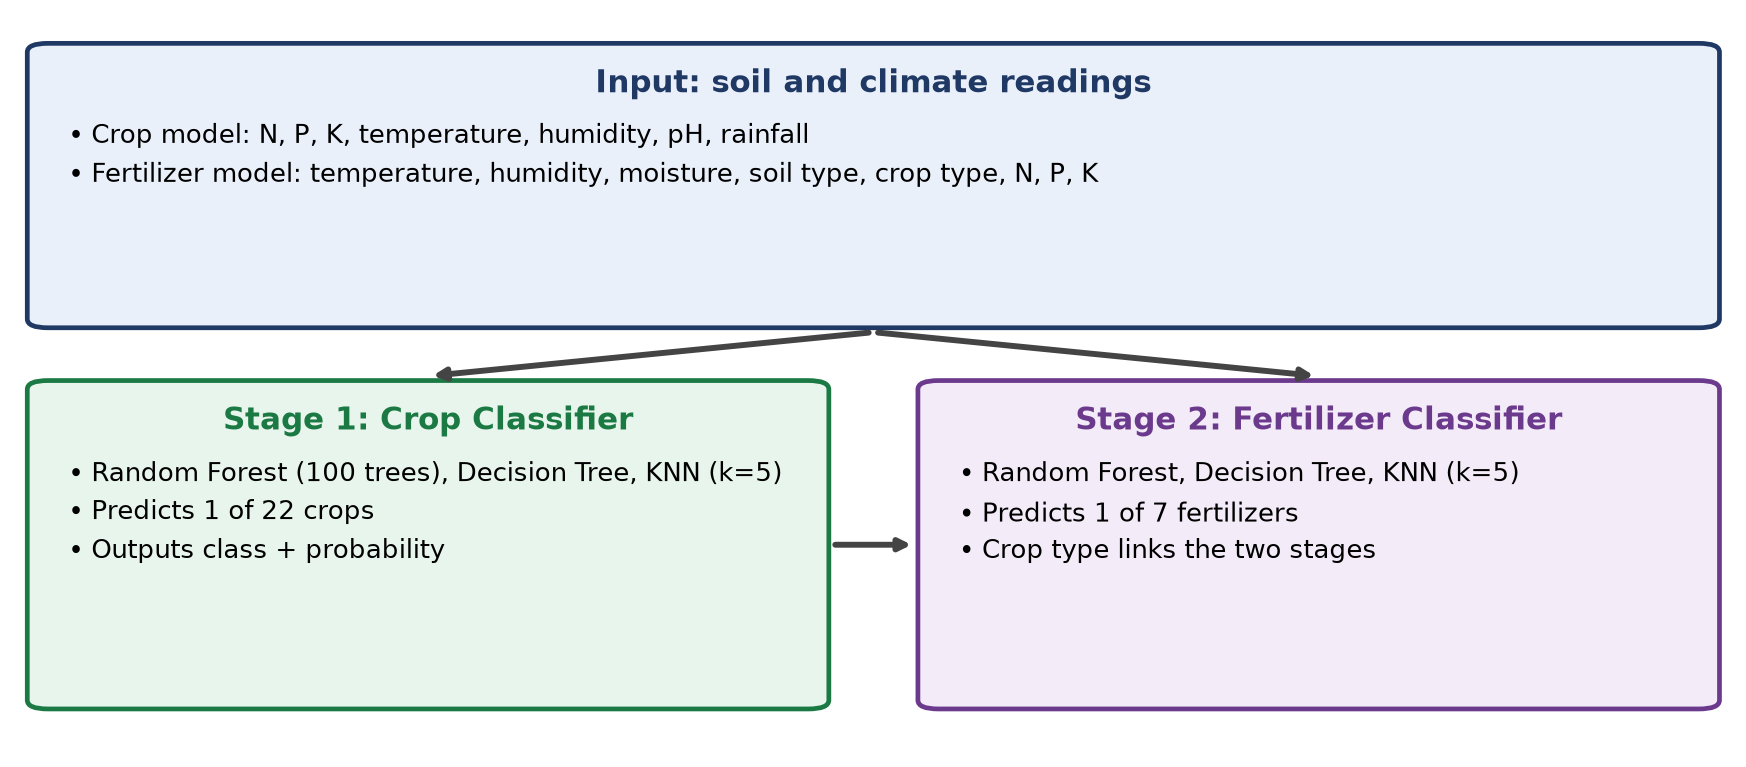 Input: soil and climate readings
• Crop model: N, P, K, temperature, humidity, pH, rainfall
• Fertilizer model: temperature, humidity, moisture, soil type, crop type, N, P, K
Stage 1: Crop Classifier
• Random Forest (100 trees), Decision Tree, KNN (k=5)
• Predicts 1 of 22 crops
• Outputs class + probability
Stage 2: Fertilizer Classifier
• Random Forest, Decision Tree, KNN (k=5)
• Predicts 1 of 7 fertilizers
• Crop type links the two stages